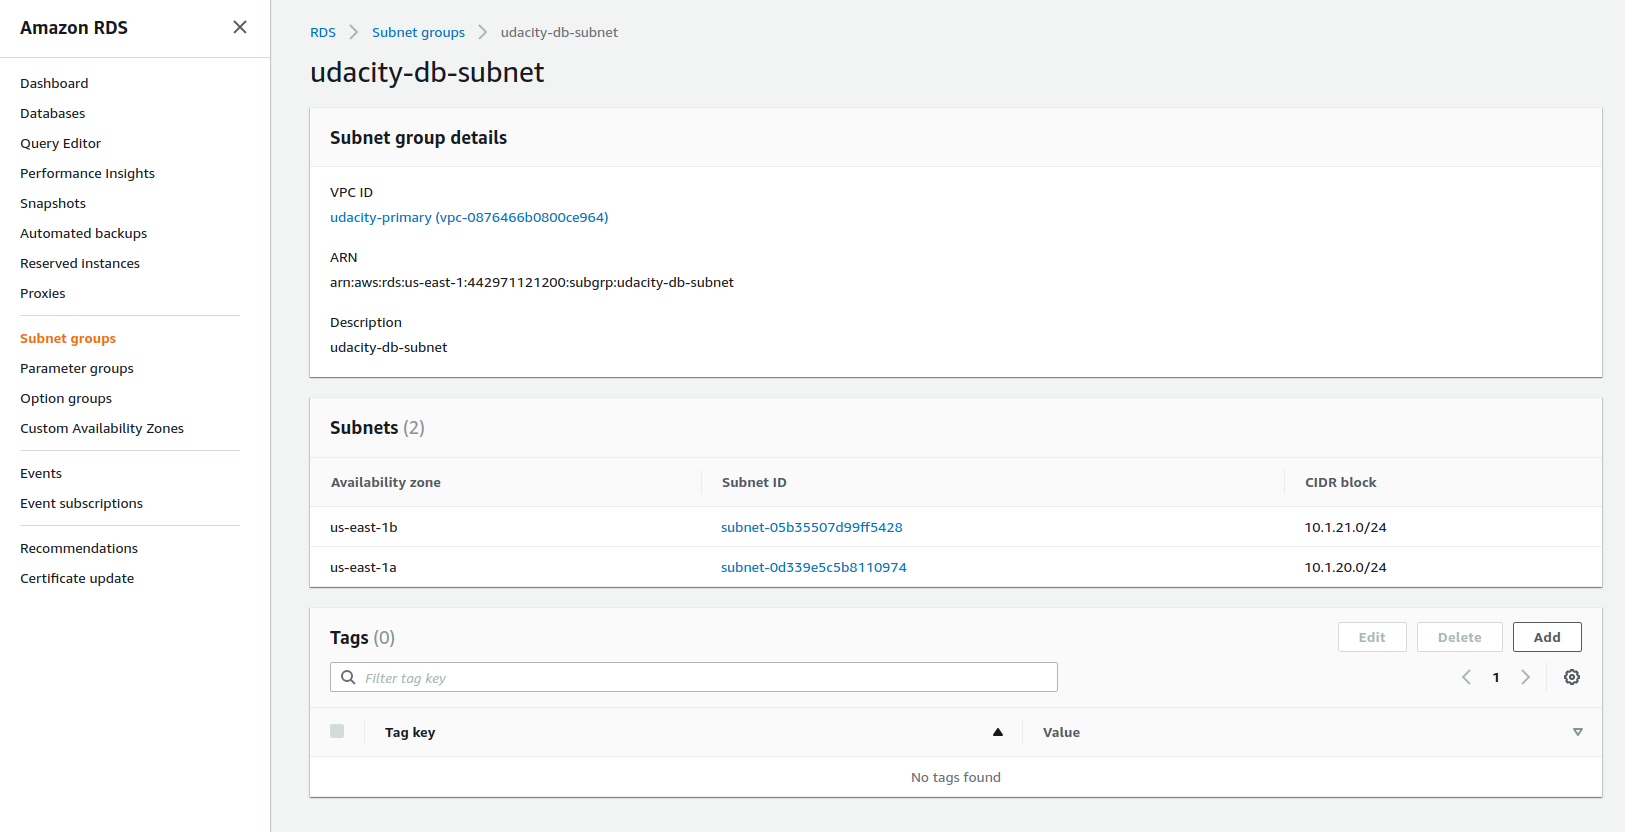 Amazon RDS
Dashboard
Databases
Query Editor
Performance Insights
Snapshots
Automated backups
Reserved instances
Proxies
Subnet groups
Parameter groups
Option groups
Custom Availability Zones
Events
Event subscriptions
Recommendations
Certificate update
RDS Subnet groups udacity-db-subnet
udacity-db-subnet
Subnet group details
VPC ID
udacity-primary (vpc-0876466b0800ce964)
ARN
arn:aws:rds:us-east-1:442971121200:subgrp:udacity-db-subnet
Description
udacity-db-subnet
Subnets (2)
Availability zone Subnet ID CIDR block
us-east-1b subnet-05b35507d99ff5428 10.1.21.0/24
us-east-1a subnet-0d339e5c5b8110974 10.1.20.0/24
Tags (0) Edit Delete Add
Filter tag key 1
Tag key Value
No tags found